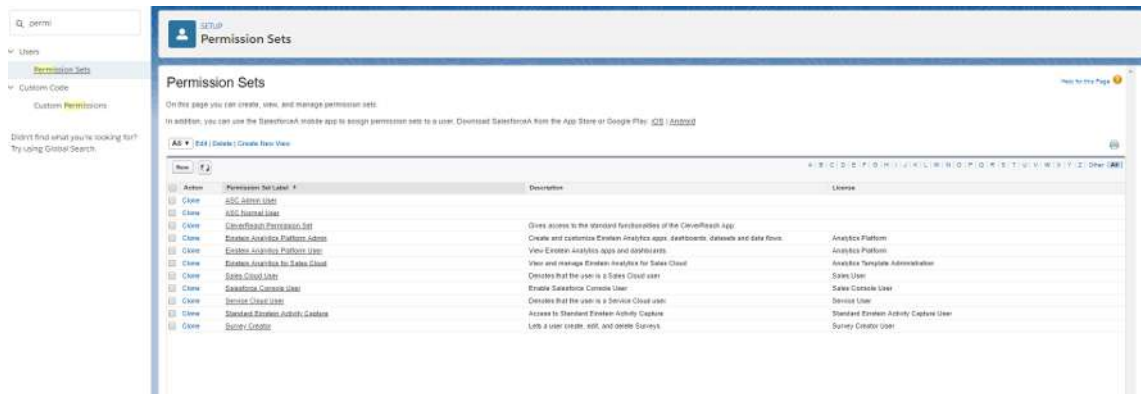 permi
Users
Permission Sets
Custom Code
Custom Permissions
Didn't find what you're looking for?
Try using Global Search.
SETUP
Permission Sets
Permission Sets
Help for this Page
On this page you can create, view, and manage permission sets.
In addition, you can use the SalesforceA mobile app to assign permission sets to a user. Download SalesforceA from the App Store or Google Play: iOS | Android
All Edit | Delete | Create New View
New A B C D E F G H I J K L M N O P Q R S T U V W X Y Z Other All
Action Permission Set Label Description License
Clone ASC Admin User
Clone ASC Normal User
Clone CleverReach Permission Set Gives access to the standard functionalities of the CleverReach App
Clone Einstein Analytics Platform Admin Create and customize Einstein Analytics apps, dashboards, datasets and data flows. Analytics Platform
Clone Einstein Analytics Platform User View Einstein Analytics apps and dashboards. Analytics Platform
Clone Einstein Analytics for Sales Cloud View and manage Einstein Analytics for Sales Cloud Analytics Template Administration
Clone Sales Cloud User Denotes that the user is a Sales Cloud user Sales User
Clone Salesforce Console User Enable Salesforce Console User Sales Console User
Clone Service Cloud User Denotes that the user is a Service Cloud user Service User
Clone Standard Einstein Activity Capture Access to Standard Einstein Activity Capture Standard Einstein Activity Capture User
Clone Survey Creator Lets a user create, edit, and delete Surveys Survey Creator User